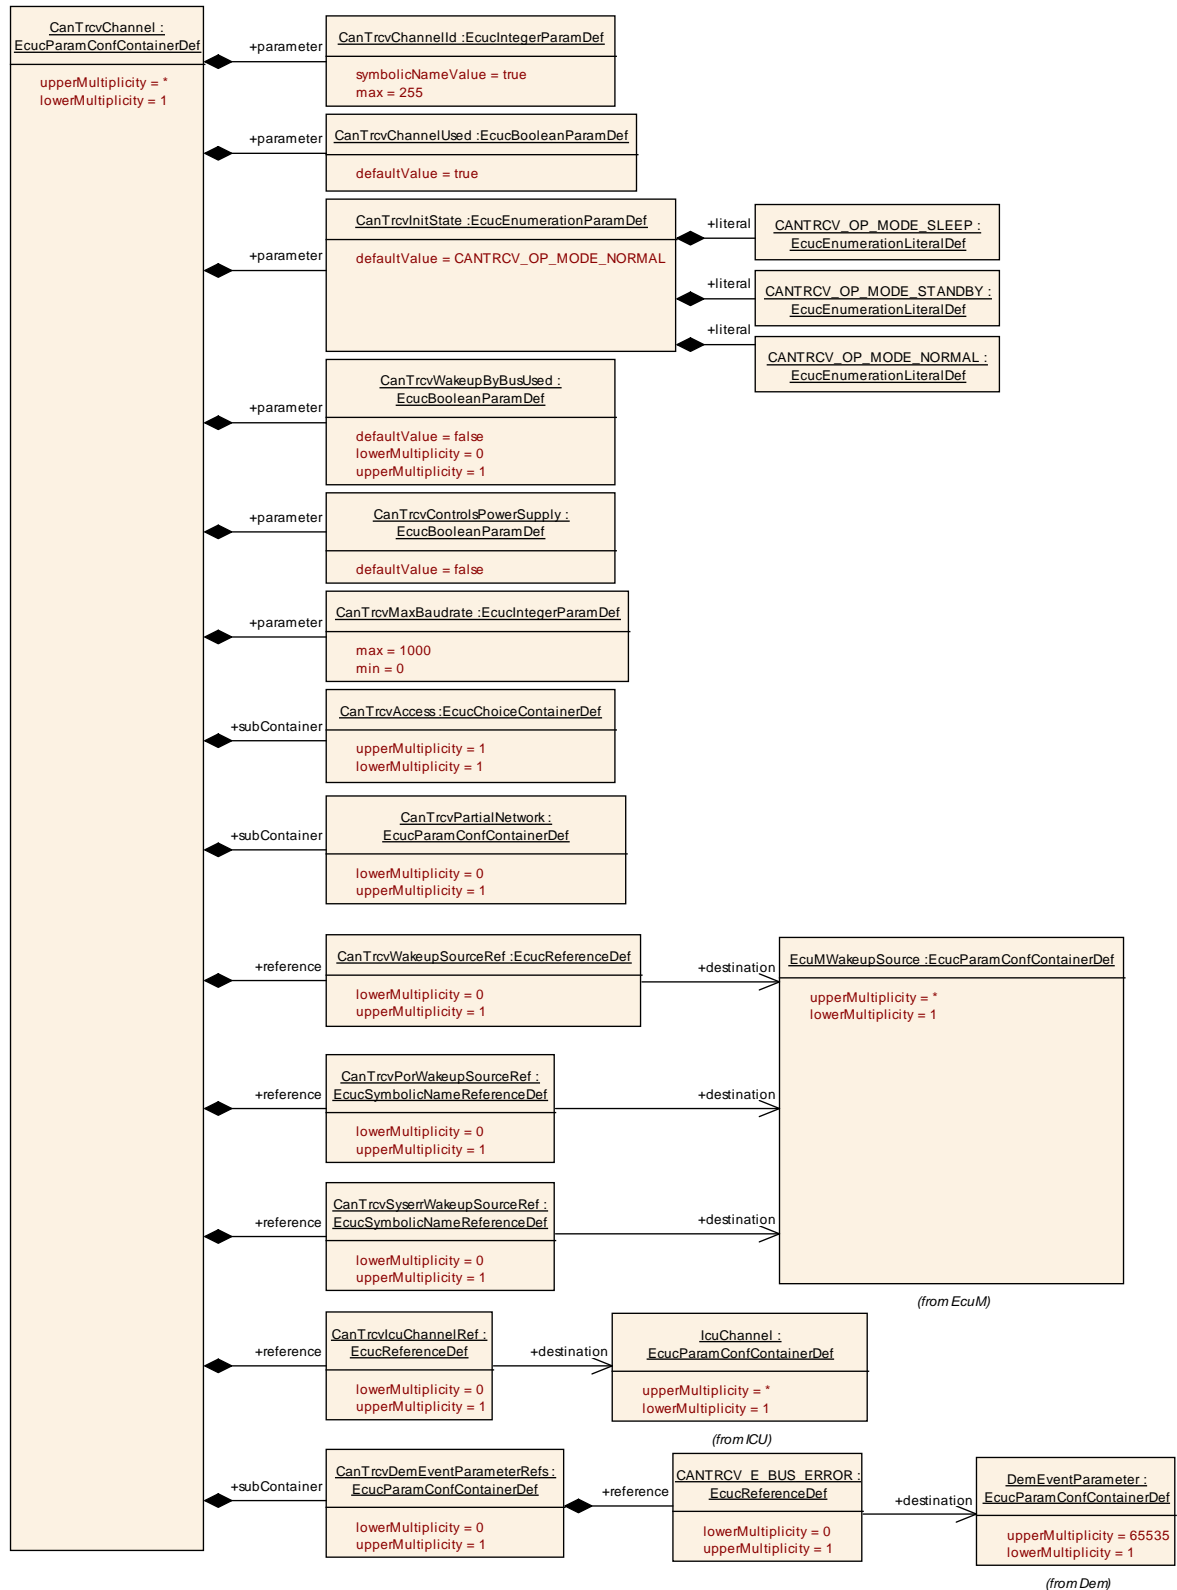 CanTrcvChannel :
EcucParamConfContainerDef
upperMultiplicity = *
lowerMultiplicity = 1
+parameter
CanTrcvChannelId :EcucIntegerParamDef
symbolicNameValue = true
max = 255
+parameter
CanTrcvChannelUsed :EcucBooleanParamDef
defaultValue = true
+parameter
CanTrcvInitState :EcucEnumerationParamDef
defaultValue = CANTRCV_OP_MODE_NORMAL
+literal
CANTRCV_OP_MODE_SLEEP :
EcucEnumerationLiteralDef
+literal
CANTRCV_OP_MODE_STANDBY :
EcucEnumerationLiteralDef
+literal
CANTRCV_OP_MODE_NORMAL :
EcucEnumerationLiteralDef
+parameter
CanTrcvWakeupByBusUsed :
EcucBooleanParamDef
defaultValue = false
lowerMultiplicity = 0
upperMultiplicity = 1
+parameter
CanTrcvControlsPowerSupply :
EcucBooleanParamDef
defaultValue = false
+parameter
CanTrcvMaxBaudrate :EcucIntegerParamDef
max = 1000
min = 0
+subContainer
CanTrcvAccess :EcucChoiceContainerDef
upperMultiplicity = 1
lowerMultiplicity = 1
+subContainer
CanTrcvPartialNetwork :
EcucParamConfContainerDef
lowerMultiplicity = 0
upperMultiplicity = 1
+reference
CanTrcvWakeupSourceRef :EcucReferenceDef
lowerMultiplicity = 0
upperMultiplicity = 1
+destination
EcuMWakeupSource :EcucParamConfContainerDef
upperMultiplicity = *
lowerMultiplicity = 1
+reference
CanTrcvPorWakeupSourceRef :
EcucSymbolicNameReferenceDef
lowerMultiplicity = 0
upperMultiplicity = 1
+destination
+reference
CanTrcvSyserrWakeupSourceRef :
EcucSymbolicNameReferenceDef
lowerMultiplicity = 0
upperMultiplicity = 1
+destination
(from EcuM)
+reference
CanTrcvIcuChannelRef :
EcucReferenceDef
lowerMultiplicity = 0
upperMultiplicity = 1
+destination
IcuChannel :
EcucParamConfContainerDef
upperMultiplicity = *
lowerMultiplicity = 1
(from ICU)
+subContainer
CanTrcvDemEventParameterRefs :
EcucParamConfContainerDef
lowerMultiplicity = 0
upperMultiplicity = 1
+reference
CANTRCV_E_BUS_ERROR :
EcucReferenceDef
lowerMultiplicity = 0
upperMultiplicity = 1
+destination
DemEventParameter :
EcucParamConfContainerDef
upperMultiplicity = 65535
lowerMultiplicity = 1
(from Dem)